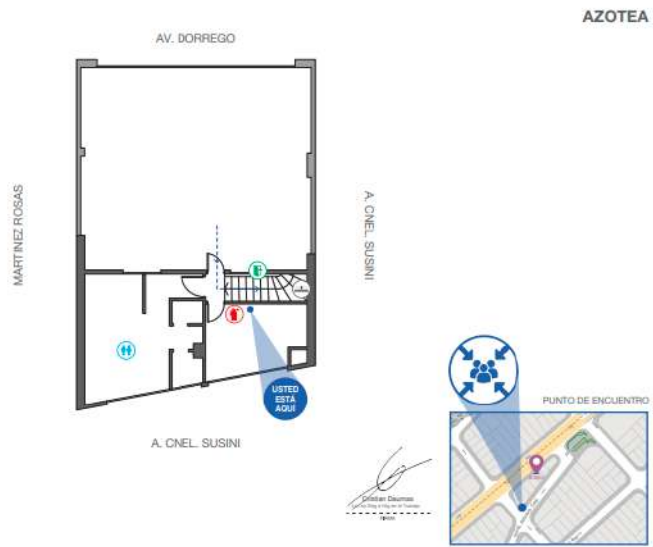 AZOTEA
AV. DORREGO
MARTINEZ ROSAS
A. CNEL. SUSINI
USTED
ESTÁ
AQUÍ
A. CNEL. SUSINI
PUNTO DE ENCUENTRO
Cristian Daumas